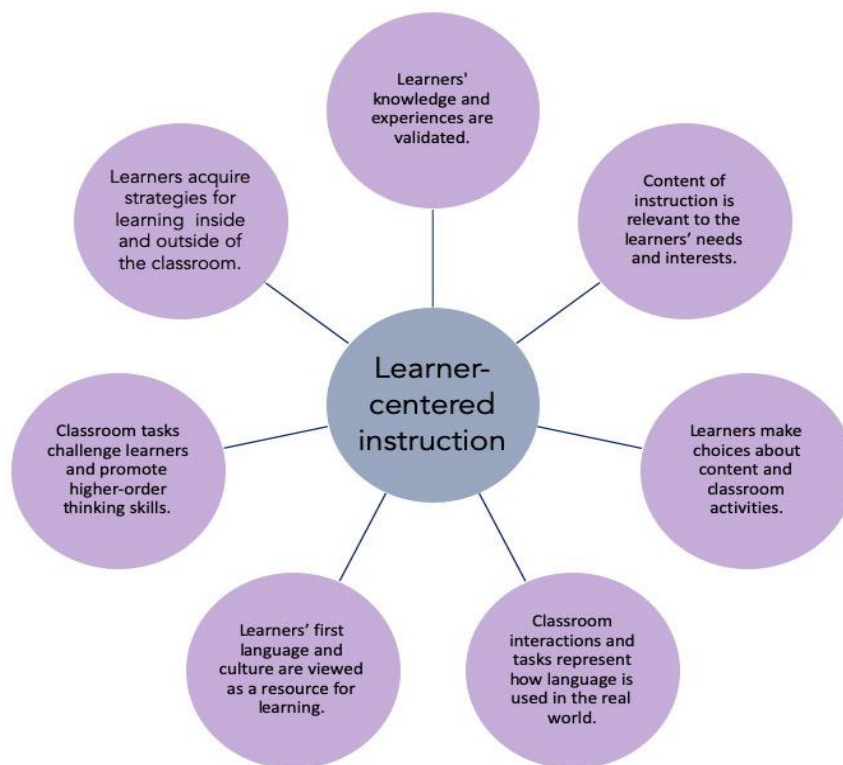 Learners'
knowledge and
experiences are
validated.
Content of
instruction is
relevant to the
learners’ needs
and interests.
Learners make
choices about
content and
classroom
activities.
Classroom
interactions and
tasks represent
how language is
used in the real
world.
Learners’ first
language and
culture are viewed
as a resource for
learning.
Classroom tasks
challenge learners
and promote
higher-order
thinking skills.
Learners acquire
strategies for
learning inside
and outside of
the classroom.
Learner-
centered
instruction